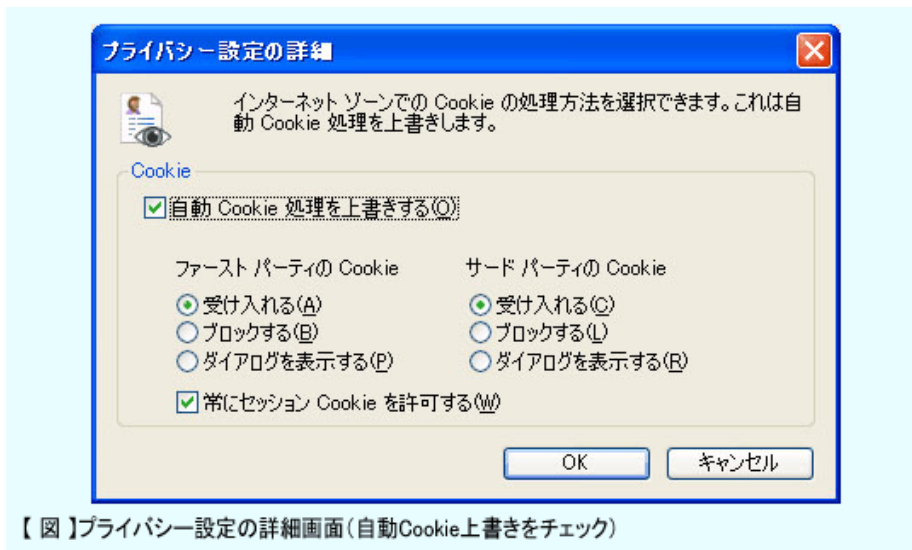 プライバシー設定の詳細
インターネット ゾーンでの Cookie の処理方法を選択できます。これは自
動 Cookie 処理を上書きします。
Cookie
自動 Cookie 処理を上書きする(O)
ファースト パーティの Cookie
サード パーティの Cookie
受け入れる(A)
受け入れる(C)
ブロックする(B)
ブロックする(L)
ダイアログを表示する(P)
ダイアログを表示する(R)
常にセッション Cookie を許可する(W)
OK
キャンセル
【 図 】プライバシー設定の詳細画面(自動Cookie上書きをチェック)